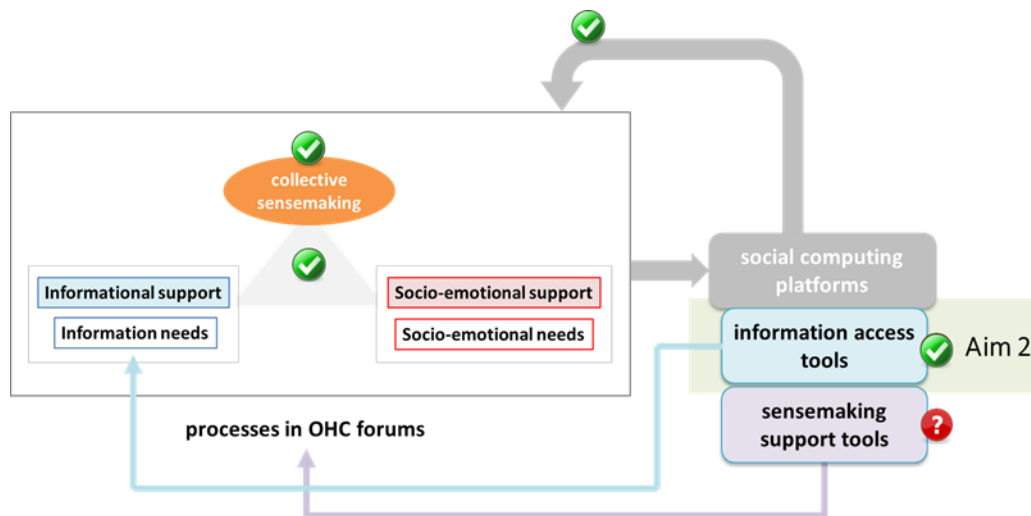 collective
sensemaking
Informational support
Information needs
Socio-emotional support
Socio-emotional needs
social computing
platforms
information access
tools
Aim 2
sensemaking
support tools
?
processes in OHC forums